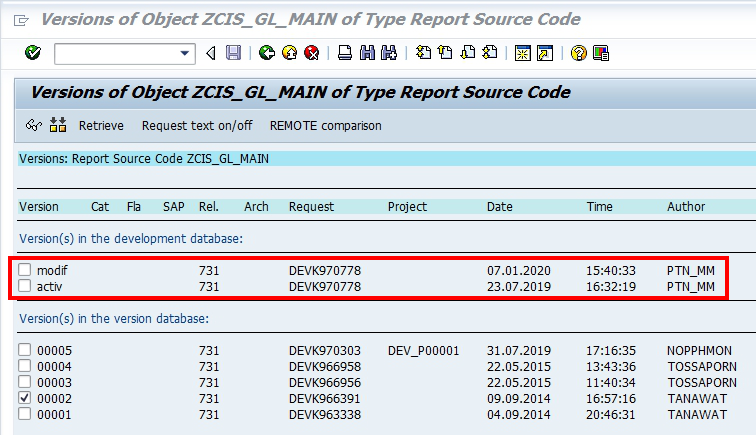 Versions of Object ZCIS_GL_MAIN of Type Report Source Code
Versions of Object ZCIS_GL_MAIN of Type Report Source Code
Retrieve Request text on/off REMOTE comparison
Versions: Report Source Code ZCIS_GL_MAIN
Version Cat Fla SAP Rel. Arch Request Project Date Time Author
Version(s) in the development database:
modif 731 DEVK970778 07.01.2020 15:40:33 PTN_MM
activ 731 DEVK970778 23.07.2019 16:32:19 PTN_MM
Version(s) in the version database:
00005 731 DEVK970303 DEV_P00001 31.07.2019 17:16:35 NOPPHMON
00004 731 DEVK966958 22.05.2015 13:43:36 TOSSAPORN
00003 731 DEVK966956 22.05.2015 11:40:34 TOSSAPORN
00002 731 DEVK966391 09.09.2014 16:57:16 TANAWAT
00001 731 DEVK963338 04.09.2014 20:46:31 TANAWAT